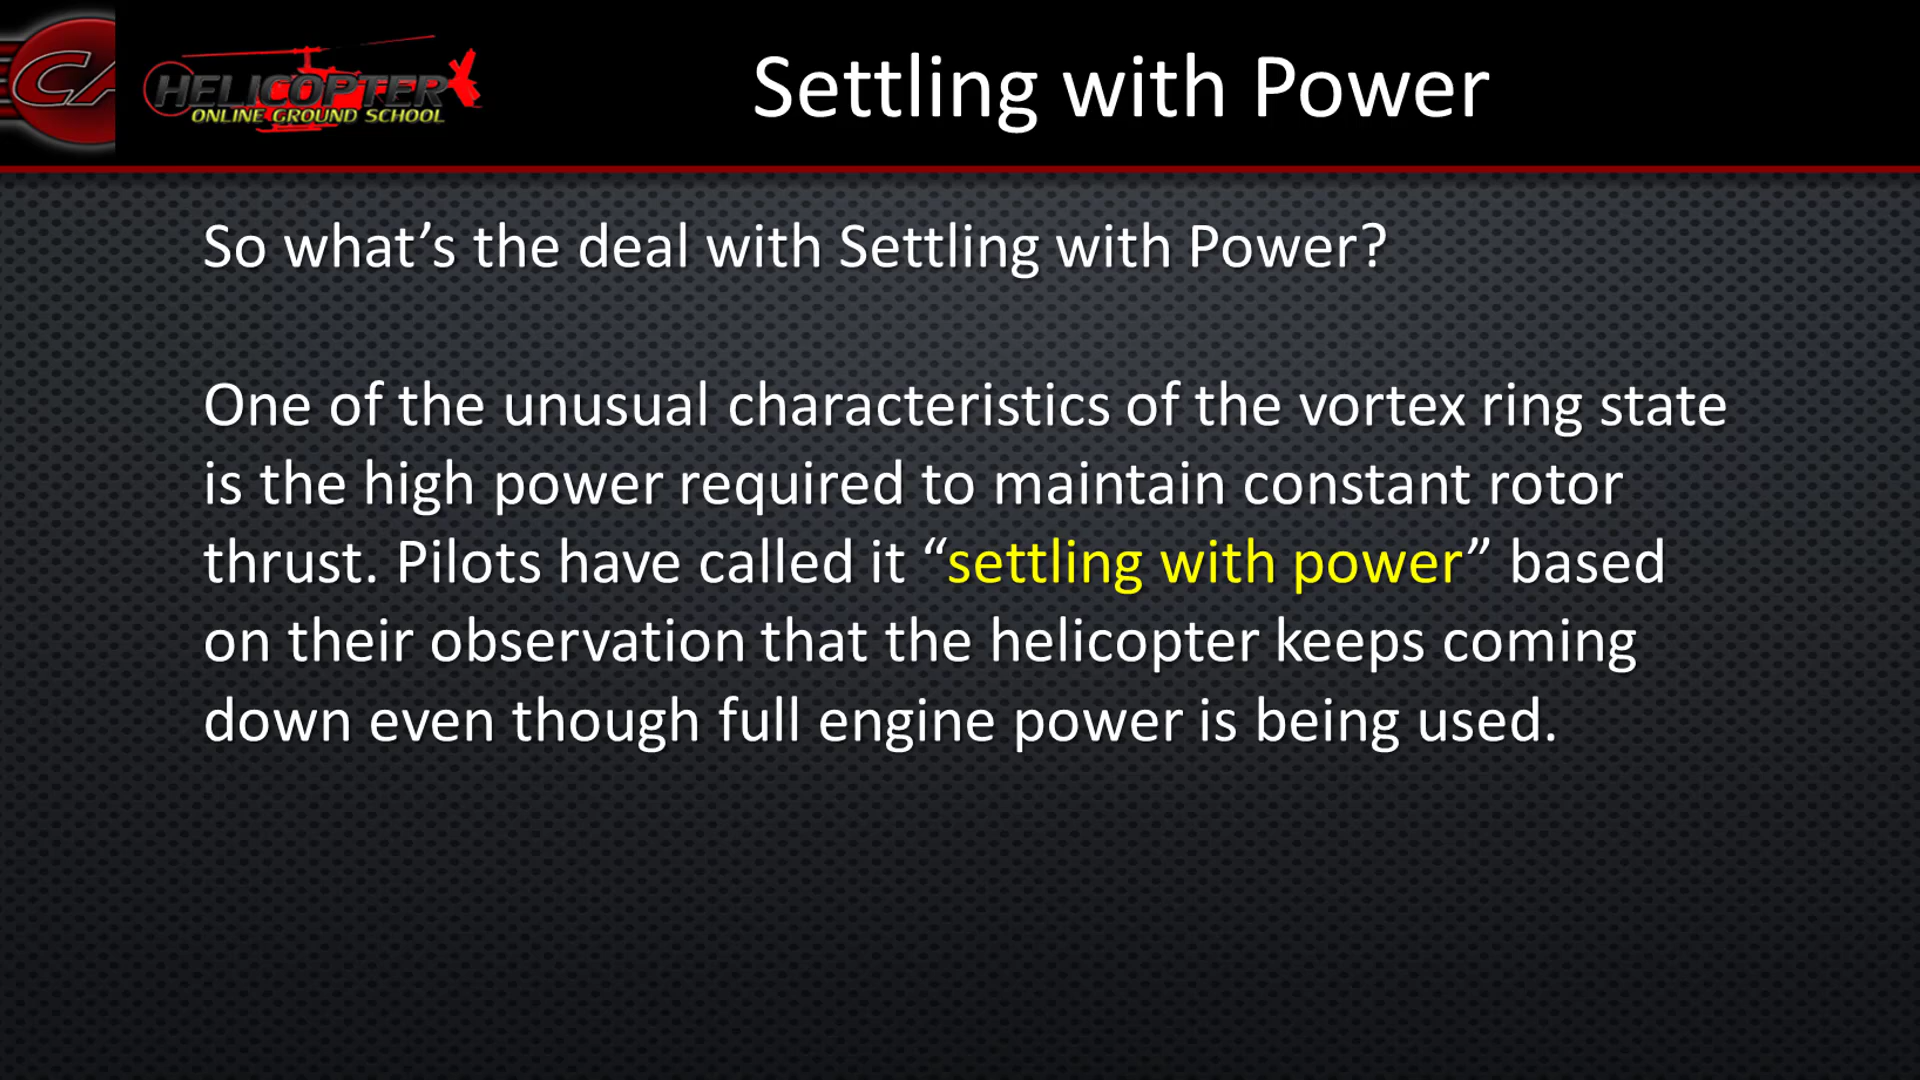 CA
HELICOPTER
ONLINE GROUND SCHOOL
Settling with Power
So what’s the deal with Settling with Power?
One of the unusual characteristics of the vortex ring state
is the high power required to maintain constant rotor
thrust. Pilots have called it “settling with power” based
on their observation that the helicopter keeps coming
down even though full engine power is being used.